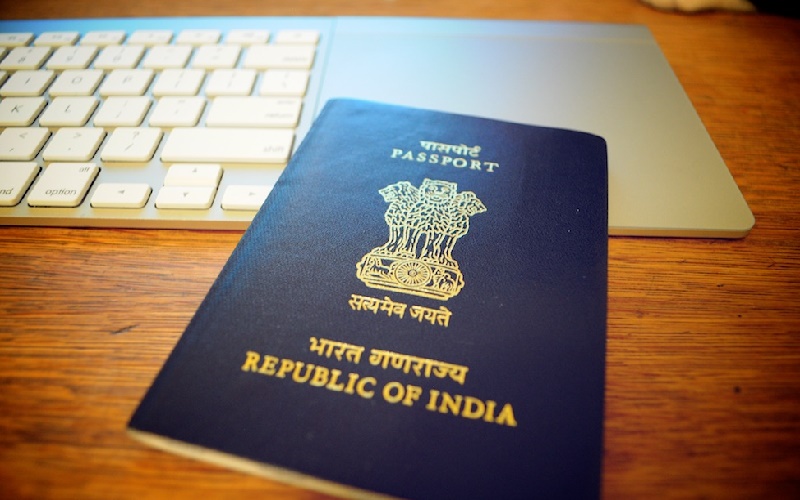 पासपोर्ट
PASSPORT
सत्यमेव जयते
भारत गणराज्य
REPUBLIC OF INDIA
I O P
return
K L
shift
alt
option